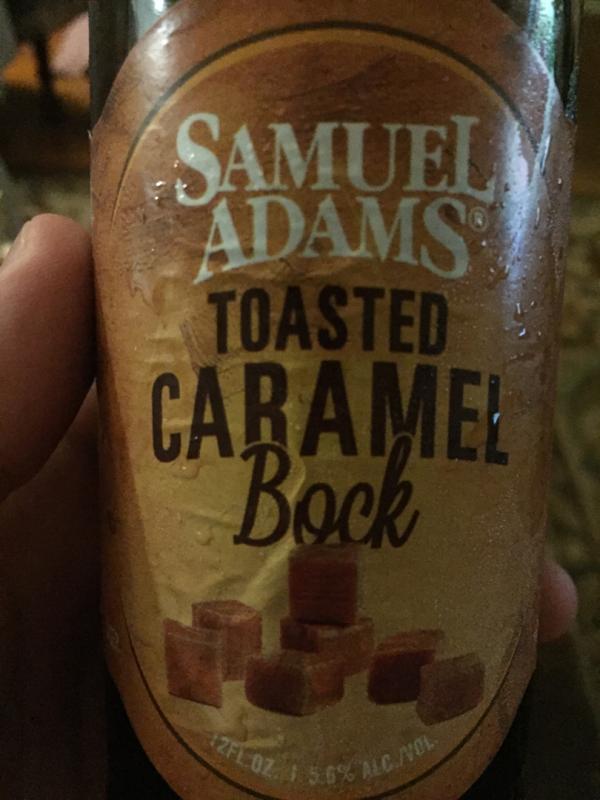 SAMUEL
ADAMS®
TOASTED
CARAMEL
Bock
12FL.OZ. | 5.6% ALC./VOL.